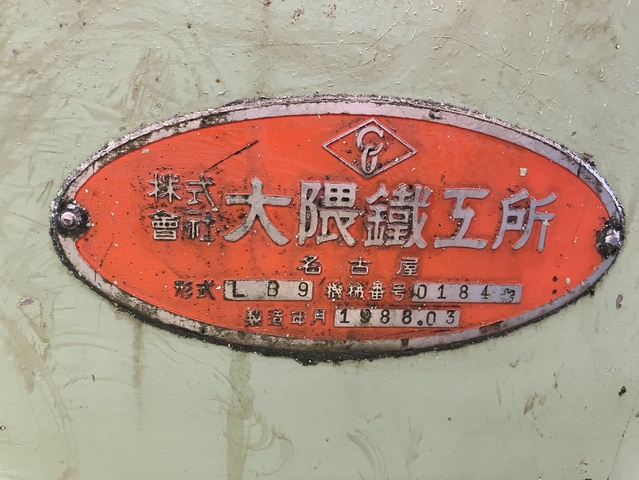 株式會社 大隈鐵工所
名古屋
形式 LB9 機械番号 0184
製造年月 1988.03